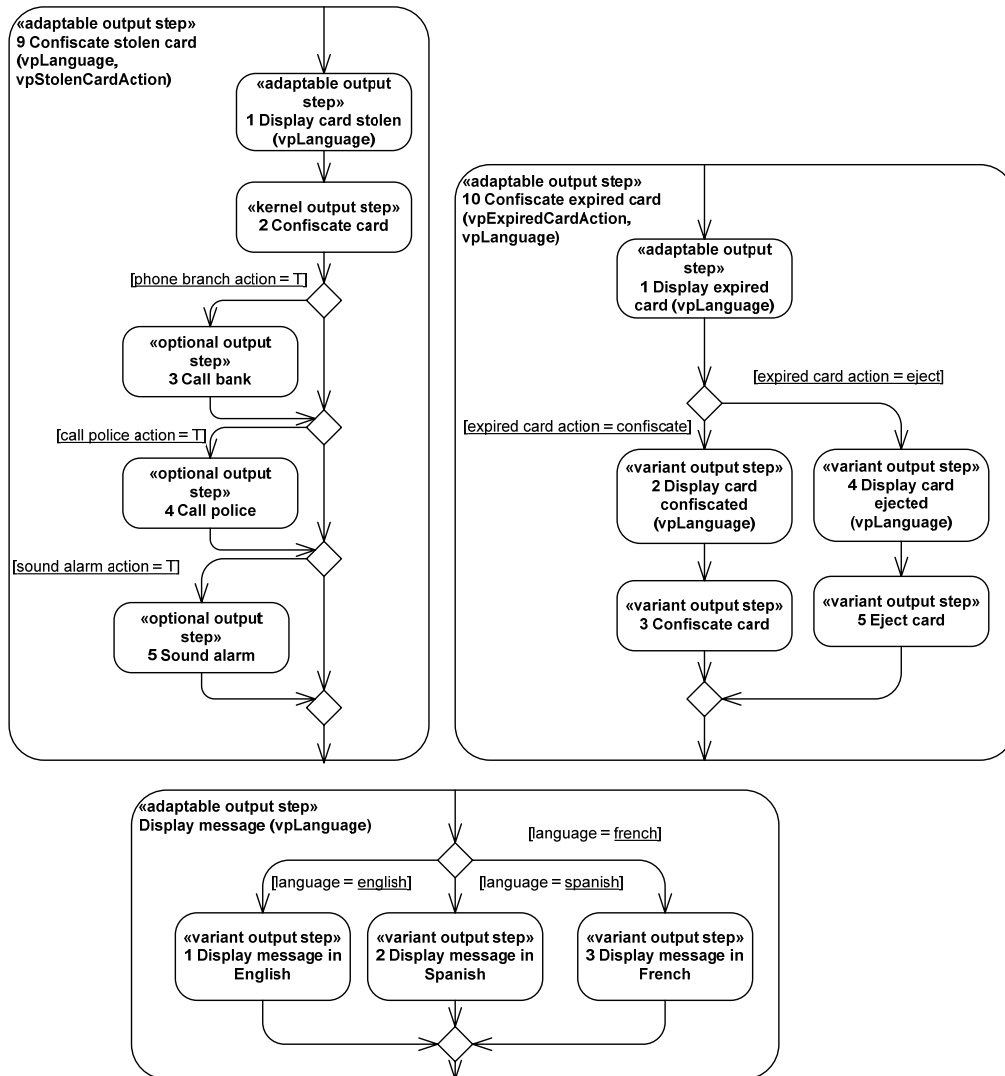 «adaptable output step»
9 Confiscate stolen card
(vpLanguage,
vpStolenCardAction)
«adaptable output
step»
1 Display card stolen
(vpLanguage)
«kernel output step»
2 Confiscate card
[phone branch action = T]
«optional output
step»
3 Call bank
[call police action = T]
«optional output
step»
4 Call police
[sound alarm action = T]
«optional output
step»
5 Sound alarm
«adaptable output step»
10 Confiscate expired card
(vpExpiredCardAction,
vpLanguage)
«adaptable output
step»
1 Display expired
card (vpLanguage)
[expired card action = eject]
[expired card action = confiscate]
«variant output step»
2 Display card
confiscated
(vpLanguage)
«variant output step»
4 Display card
ejected
(vpLanguage)
«variant output step»
3 Confiscate card
«variant output step»
5 Eject card
«adaptable output step»
Display message (vpLanguage)
[language = french]
[language = english]
[language = spanish]
«variant output step»
1 Display message in
English
«variant output step»
2 Display message in
Spanish
«variant output step»
3 Display message in
French